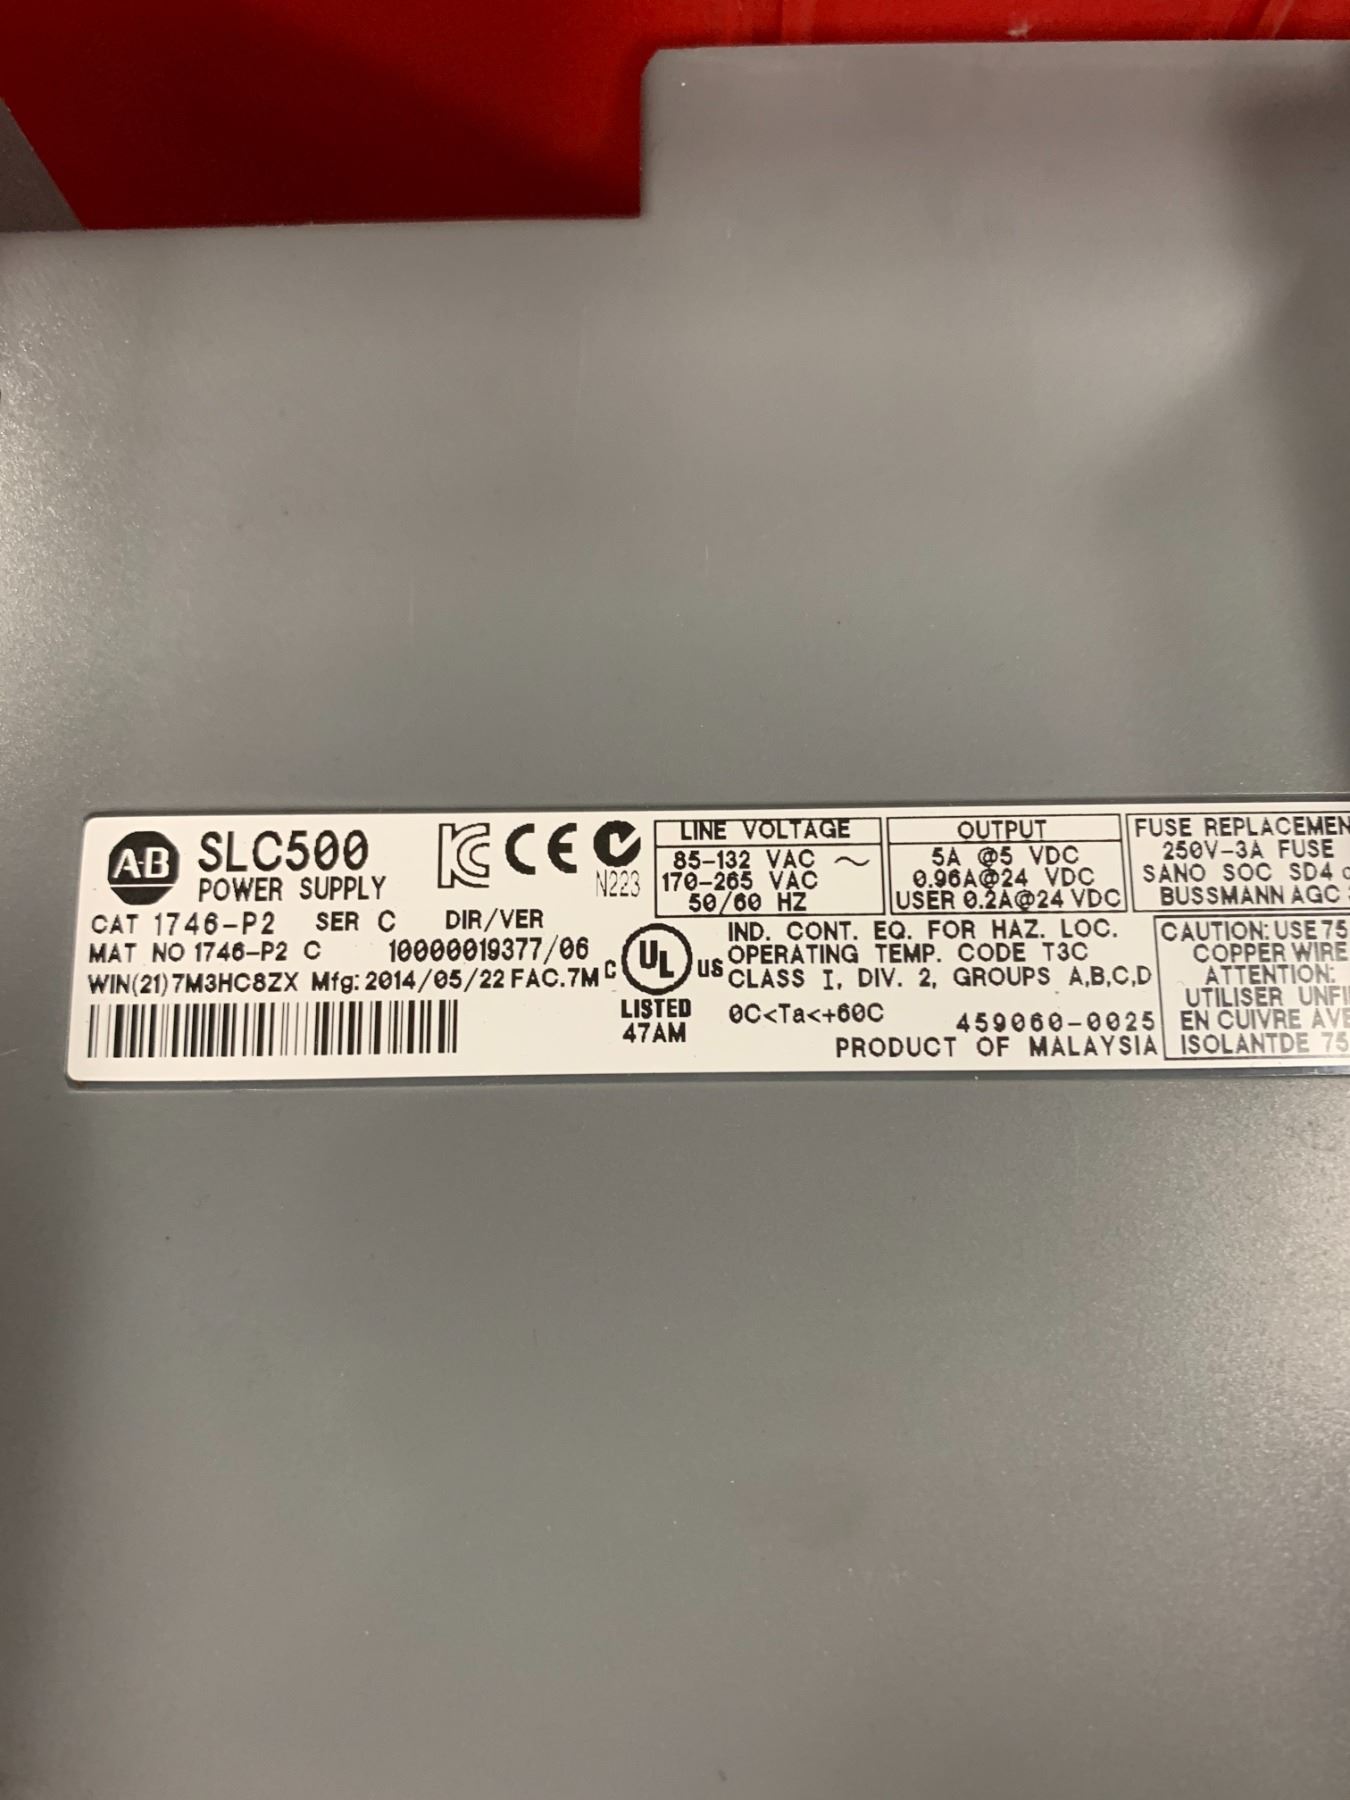 A-B
SLC500
POWER SUPPLY
CAT 1746-P2 SER C DIR/VER
MAT NO 1746-P2 C 10000019377/06
WIN(21)7M3HC8ZX Mfg: 2014/05/22 FAC.7M
CE
N223
C UL US
LISTED
47AM
LINE VOLTAGE
85-132 VAC ~
170-265 VAC
50/60 HZ
OUTPUT
5A @5 VDC
0.96A@24 VDC
USER 0.2A@24 VDC
FUSE REPLACEMEN
250V-3A FUSE
SANO SOC SD4
BUSSMANN AGC
IND. CONT. EQ. FOR HAZ. LOC.
OPERATING TEMP. CODE T3C
CLASS I, DIV. 2, GROUPS A,B,C,D
0C<Ta<+60C
459060-0025
PRODUCT OF MALAYSIA
CAUTION: USE 75
COPPER WIRE
ATTENTION:
UTILISER UNFI
EN CUIVRE AVE
ISOLANTDE 75